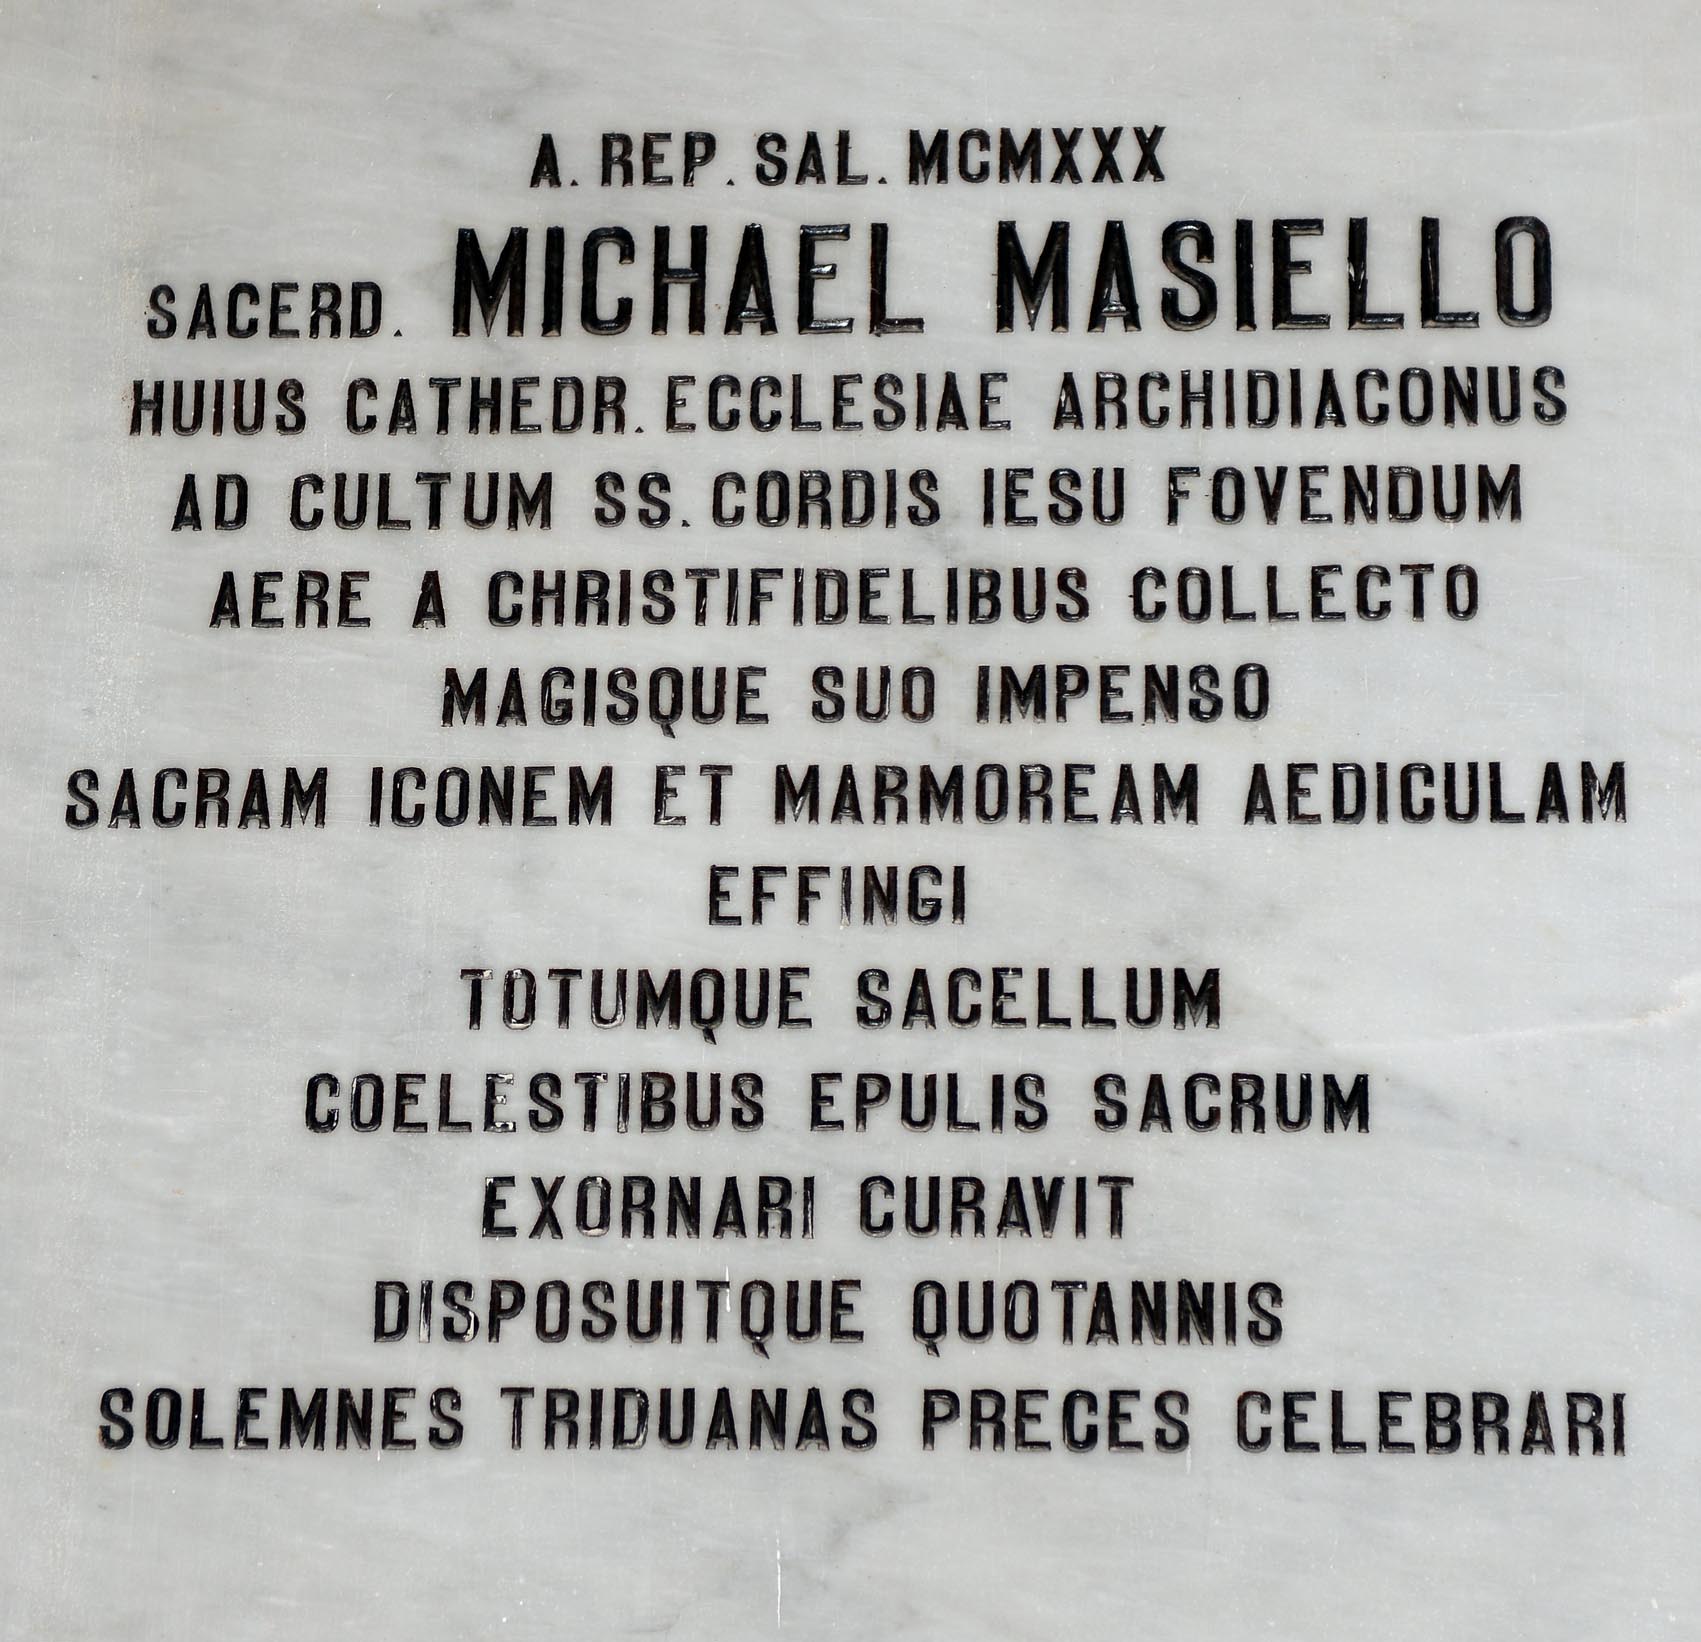 A. REP. SAL. MCMXXX
SACERD. MICHAEL MASIELLO
HUIUS CATHEDR. ECCLESIAE ARCHIDIACONUS
AD CULTUM SS. CORDIS IESU FOVENDUM
AERE A CHRISTIFIDELIBUS COLLECTO
MAGISQUE SUO IMPENSO
SACRAM ICONEM ET MARMOREAM AEDICULAM
EFFINGI
TOTUMQUE SACELLUM
COELESTIBUS EPULIS SACRUM
EXORNARI CURAVIT
DISPOSUITQUE QUOTANNIS
SOLEMNES TRIDUANAS PRECES CELEBRARI